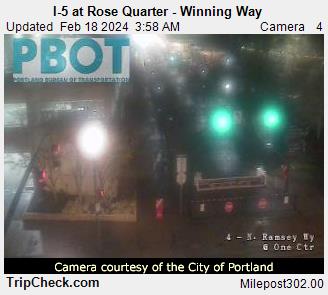 I-5 at Rose Quarter - Winning Way
Updated Feb 18 2024 3:58 AM Camera 4
PBOT
PORTLAND BUREAU OF TRANSPORTATION
4 - N. Ramsey Wy
@ One Ctr
Camera courtesy of the City of Portland
TripCheck.com Milepost302.00